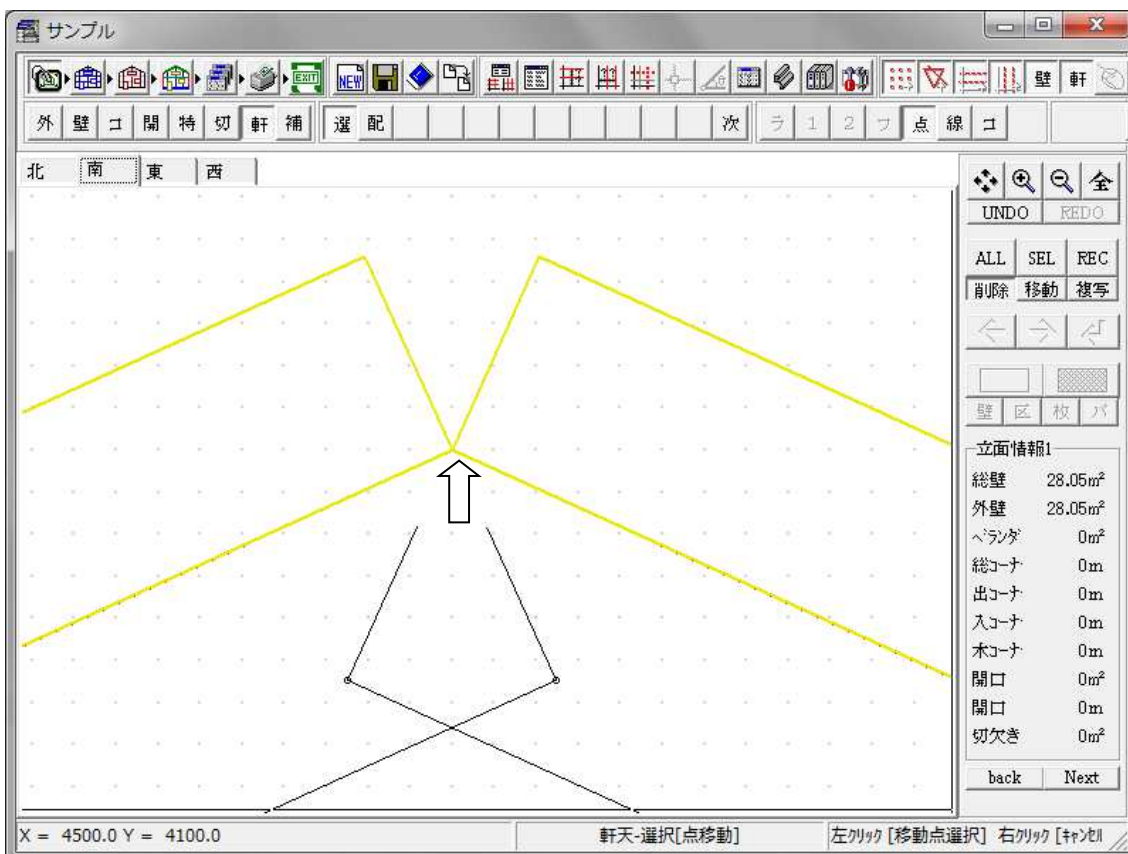 サンプル
EXIT NEW 壁 軒
外 壁 コ 開 特 切 軒 補 選 配 次 ラ 1 2 フ 点 線 コ
北 南 東 西
全
UNDO REDO
ALL SEL REC
削除 移動 複写
壁 区 枚 パ
立面情報1
総壁 28.05m²
外壁 28.05m²
ベランダ 0m²
総コーナ 0m
出コーナ 0m
入コーナ 0m
木コーナ 0m
開口 0m²
開口 0m
切欠き 0m²
back Next
X = 4500.0 Y = 4100.0 軒天-選択[点移動] 左クリック [移動点選択] 右クリック [キャンセル